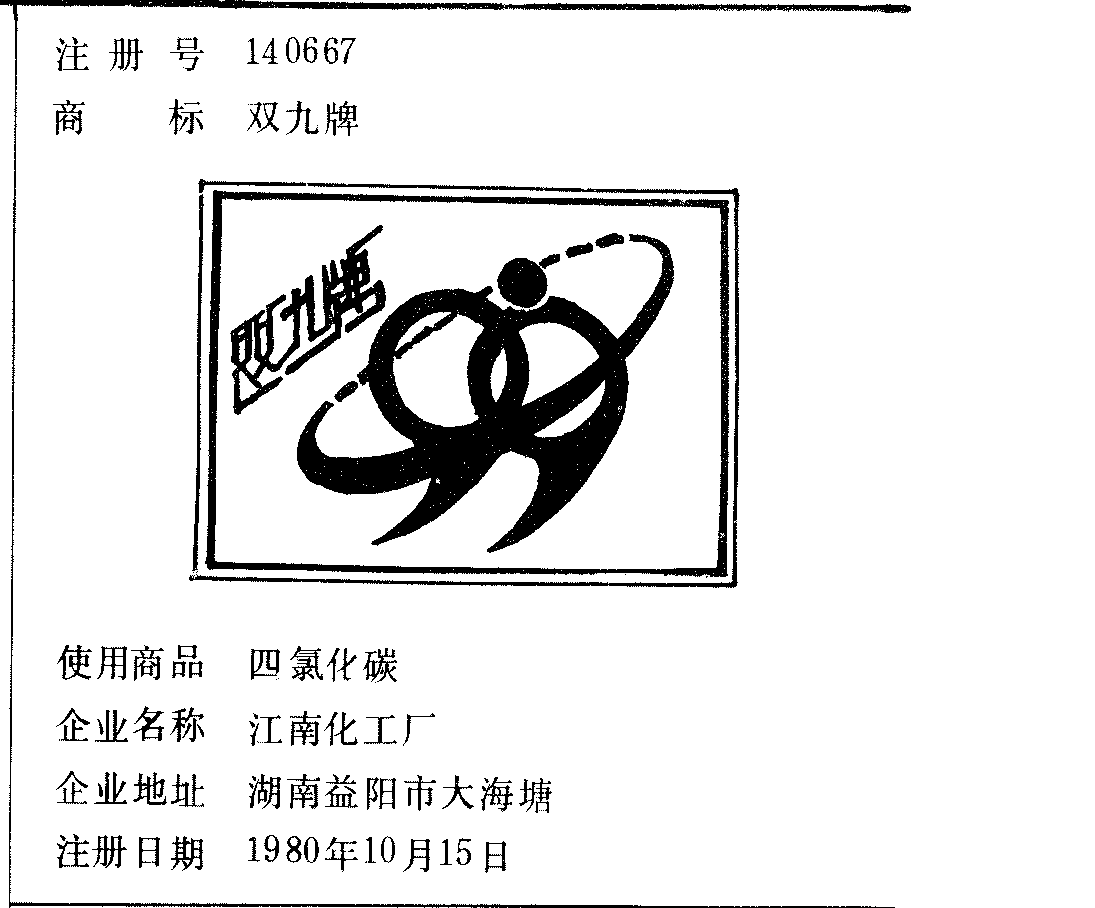 注册号 140667
商标 双九牌
双九牌
使用商品 四氯化碳
企业名称 江南化工厂
企业地址 湖南益阳市大海塘
注册日期 1980年10月15日